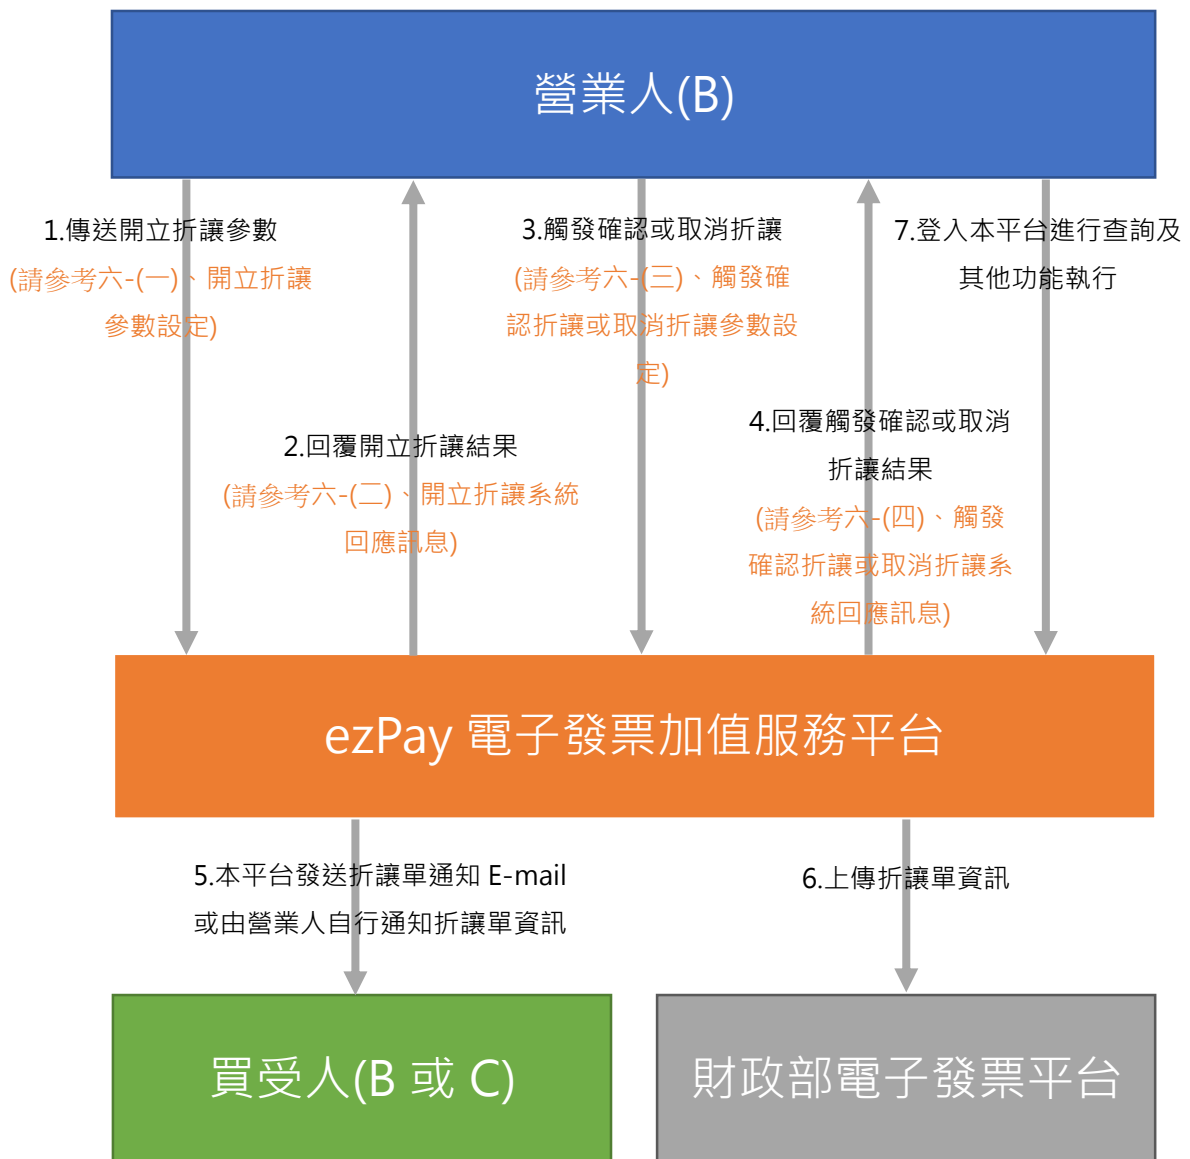 營業人(B)
1.傳送開立折讓參數
(請參考六-(一)、開立折讓
參數設定)
2.回覆開立折讓結果
(請參考六-(二)、開立折讓系統
回應訊息)
3.觸發確認或取消折讓
(請參考六-(三)、觸發確
認折讓或取消折讓參數設
定)
4.回覆觸發確認或取消
折讓結果
(請參考六-(四)、觸發
確認折讓或取消折讓系
統回應訊息)
7.登入本平台進行查詢及
其他功能執行
ezPay 電子發票加值服務平台
5.本平台發送折讓單通知 E-mail
或由營業人自行通知折讓單資訊
6.上傳折讓單資訊
買受人(B 或 C)
財政部電子發票平台